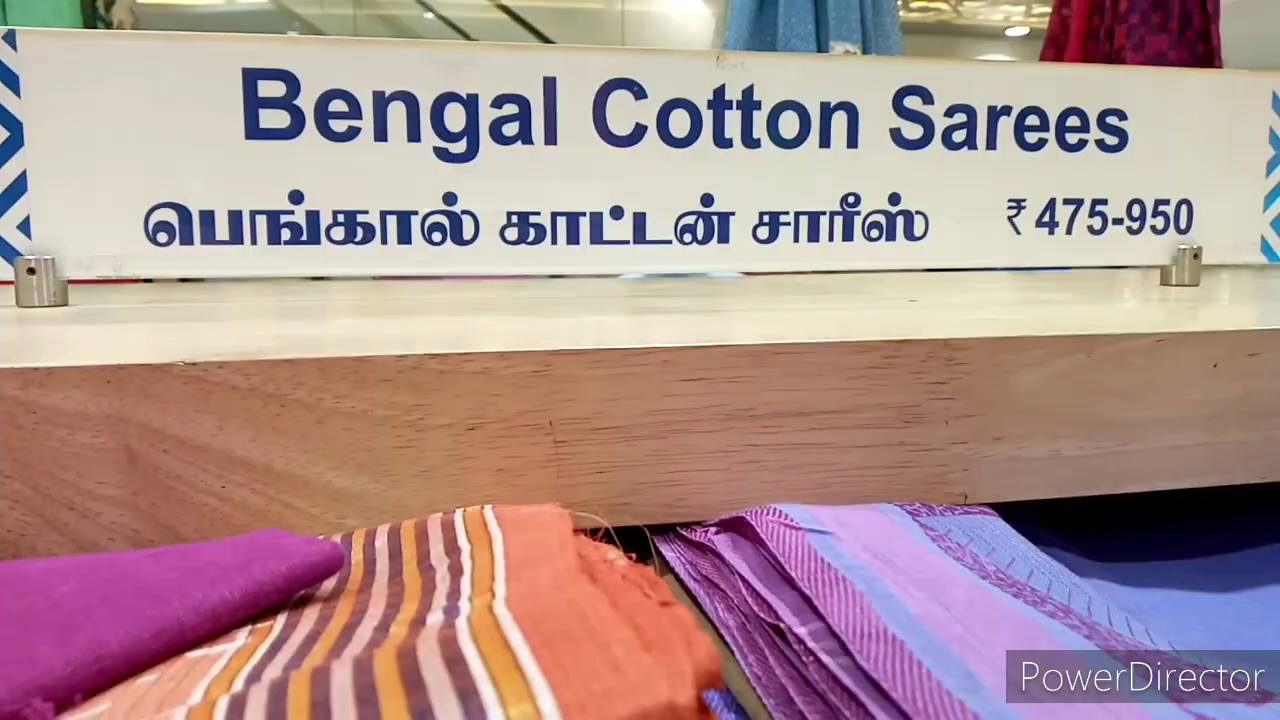 Bengal Cotton Sarees
பெங்கால் காட்டன் சாரீஸ் ₹ 475-950
PowerDirector